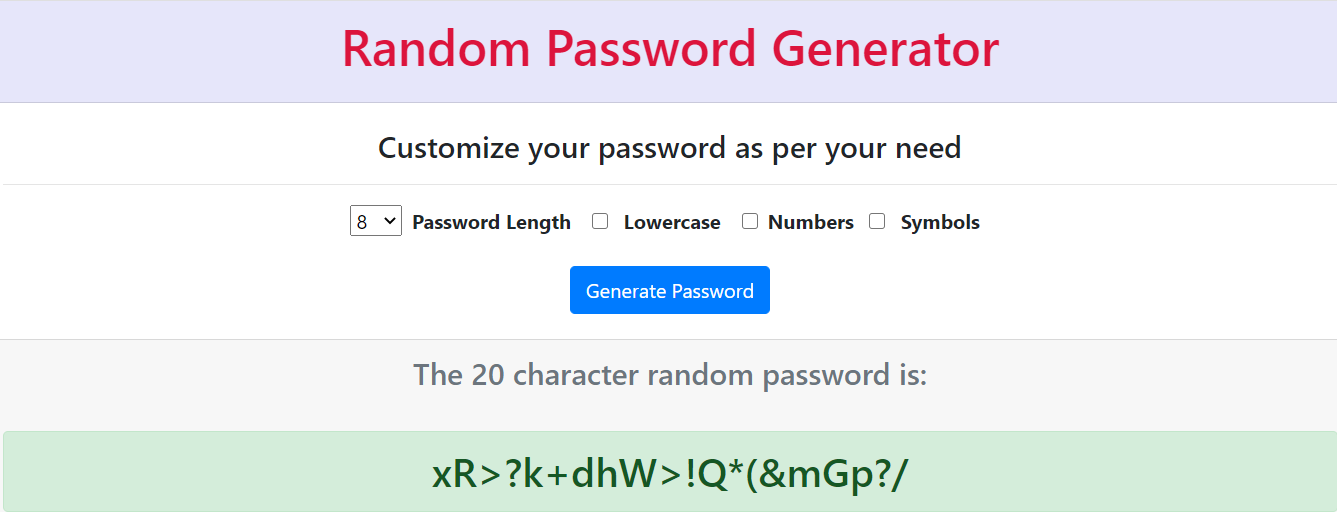 Random Password Generator
Customize your password as per your need
8 Password Length Lowercase Numbers Symbols
Generate Password
The 20 character random password is:
xR>?k+dhW>!Q*(&mGp?/